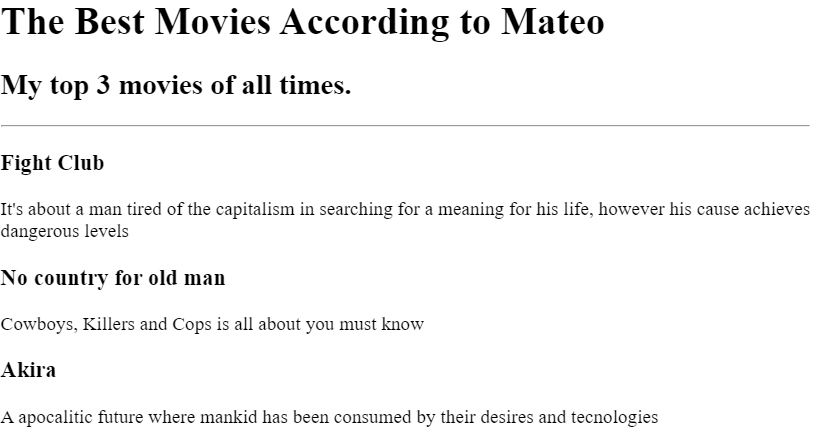 The Best Movies According to Mateo
My top 3 movies of all times.
Fight Club
It's about a man tired of the capitalism in searching for a meaning for his life, however his cause achieves
dangerous levels
No country for old man
Cowboys, Killers and Cops is all about you must know
Akira
A apocalitic future where mankid has been consumed by their desires and tecnologies